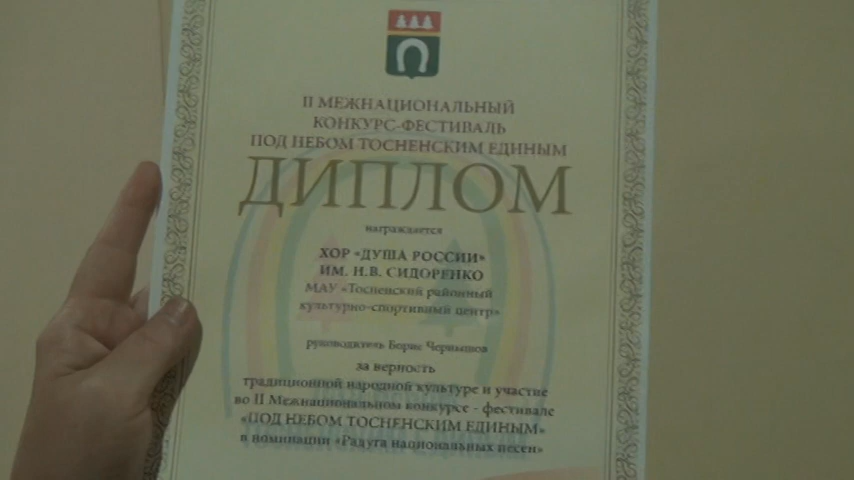 II МЕЖНАЦИОНАЛЬНЫЙ
КОНКУРС-ФЕСТИВАЛЬ
ПОД НЕБОМ ТОСНЕНСКИМ ЕДИНЫМ
ДИПЛОМ
награждается
ХОР «ДУША РОССИИ»
ИМ. Н.В. СИДОРЕНКО
МАУ «Тосненский районный
культурно-спортивный центр»
руководитель Борис
за верность
традиционной народной культуре и участие
во II Межнациональном конкурсе - фестивале
«ПОД НЕБОМ ТОСНЕНСКИМ ЕДИНЫМ»
в номинации «Радуга национальных песен»